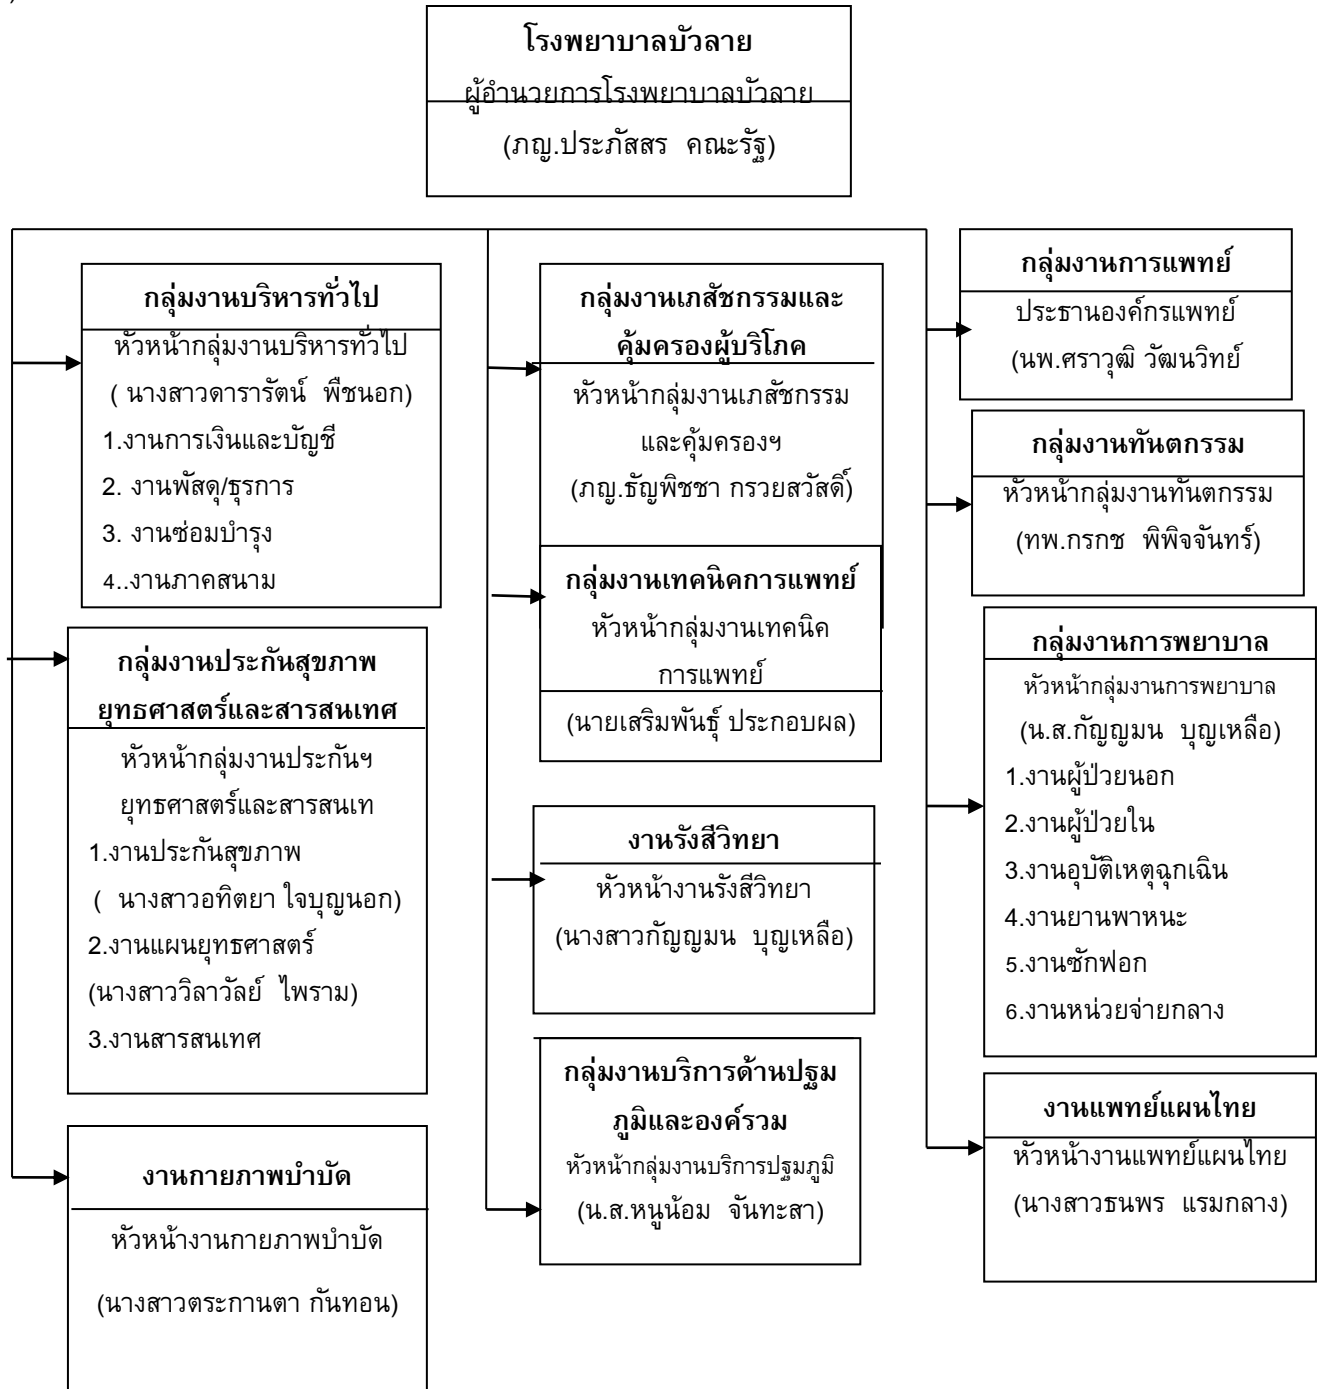 โรงพยาบาลบัวลาย
ผู้อำนวยการโรงพยาบาลบัวลาย
(ภญ.ประภัสสร คณะรัฐ)
กลุ่มงานบริหารทั่วไป
หัวหน้ากลุ่มงานบริหารทั่วไป
( นางสาวดารารัตน์ พืชนอก)
1.งานการเงินและบัญชี
2. งานพัสดุ/ธุรการ
3. งานซ่อมบำรุง
4..งานภาคสนาม
กลุ่มงานประกันสุขภาพ
ยุทธศาสตร์และสารสนเทศ
หัวหน้ากลุ่มงานประกันฯ
ยุทธศาสตร์และสารสนเท
1.งานประกันสุขภาพ
( นางสาวอทิตยา ใจบุญนอก)
2.งานแผนยุทธศาสตร์
(นางสาววิลาวัลย์ ไพราม)
3.งานสารสนเทศ
งานกายภาพบำบัด
หัวหน้างานกายภาพบำบัด
(นางสาวตระกานตา กันทอน)
กลุ่มงานเภสัชกรรมและ
คุ้มครองผู้บริโภค
หัวหน้ากลุ่มงานเภสัชกรรม
และคุ้มครองฯ
(ภญ.ธัญพิชชา กรวยสวัสดิ์)
กลุ่มงานเทคนิคการแพทย์
หัวหน้ากลุ่มงานเทคนิค
การแพทย์
(นายเสริมพันธุ์ ประกอบผล)
งานรังสีวิทยา
หัวหน้างานรังสีวิทยา
(นางสาวกัญญมน บุญเหลือ)
กลุ่มงานบริการด้านปฐม
ภูมิและองค์รวม
หัวหน้ากลุ่มงานบริการปฐมภูมิ
(น.ส.หนูน้อม จันทะสา)
กลุ่มงานการแพทย์
ประธานองค์กรแพทย์
(นพ.ศราวุฒิ วัฒนวิทย์
กลุ่มงานทันตกรรม
หัวหน้ากลุ่มงานทันตกรรม
(ทพ.กรกช พิพิจจันทร์)
กลุ่มงานการพยาบาล
หัวหน้ากลุ่มงานการพยาบาล
(น.ส.กัญญมน บุญเหลือ)
1.งานผู้ป่วยนอก
2.งานผู้ป่วยใน
3.งานอุบัติเหตุฉุกเฉิน
4.งานยานพาหนะ
5.งานซักฟอก
6.งานหน่วยจ่ายกลาง
งานแพทย์แผนไทย
หัวหน้างานแพทย์แผนไทย
(นางสาวธนพร แรมกลาง)